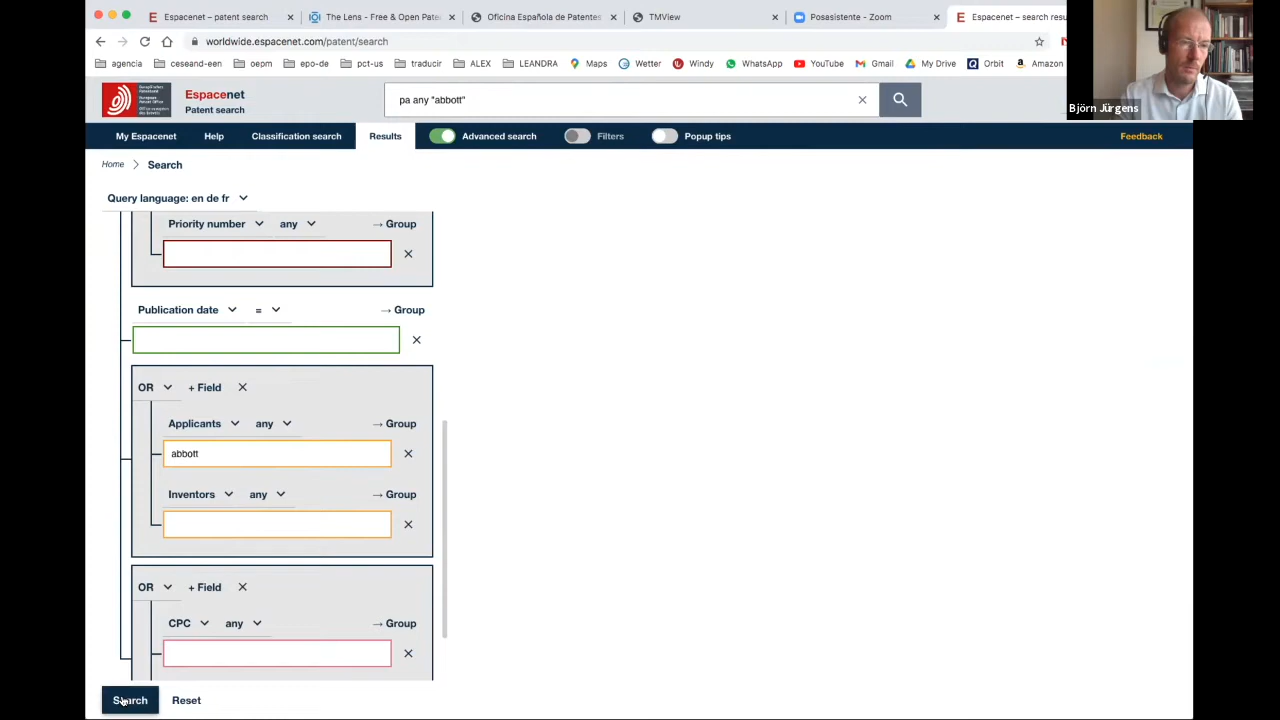 Espacenet – patent search
The Lens - Free & Open Pate
Oficina Española de Patentes
TMView
Posasistente - Zoom
Espacenet – search resu
worldwide.espacenet.com/patent/search
agencia
ceseand-een
oepm
epo-de
pct-us
traducir
ALEX
LEANDRA
Maps
Wetter
Windy
WhatsApp
YouTube
Gmail
My Drive
Orbit
Amazon
Björn Jürgens
Espacenet
Patent search
pa any "abbott"
My Espacenet
Help
Classification search
Results
Advanced search
Filters
Popup tips
Feedback
Home > Search
Query language: en de fr
Priority number any → Group
Publication date = → Group
OR + Field
Applicants any → Group
abbott
Inventors any → Group
OR + Field
CPC any → Group
Search Reset